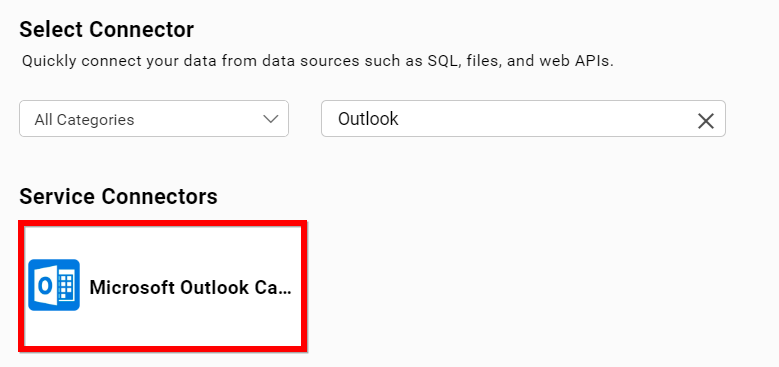 Select Connector
Quickly connect your data from data sources such as SQL, files, and web APIs.
All Categories
Outlook
Service Connectors
Microsoft Outlook Ca...